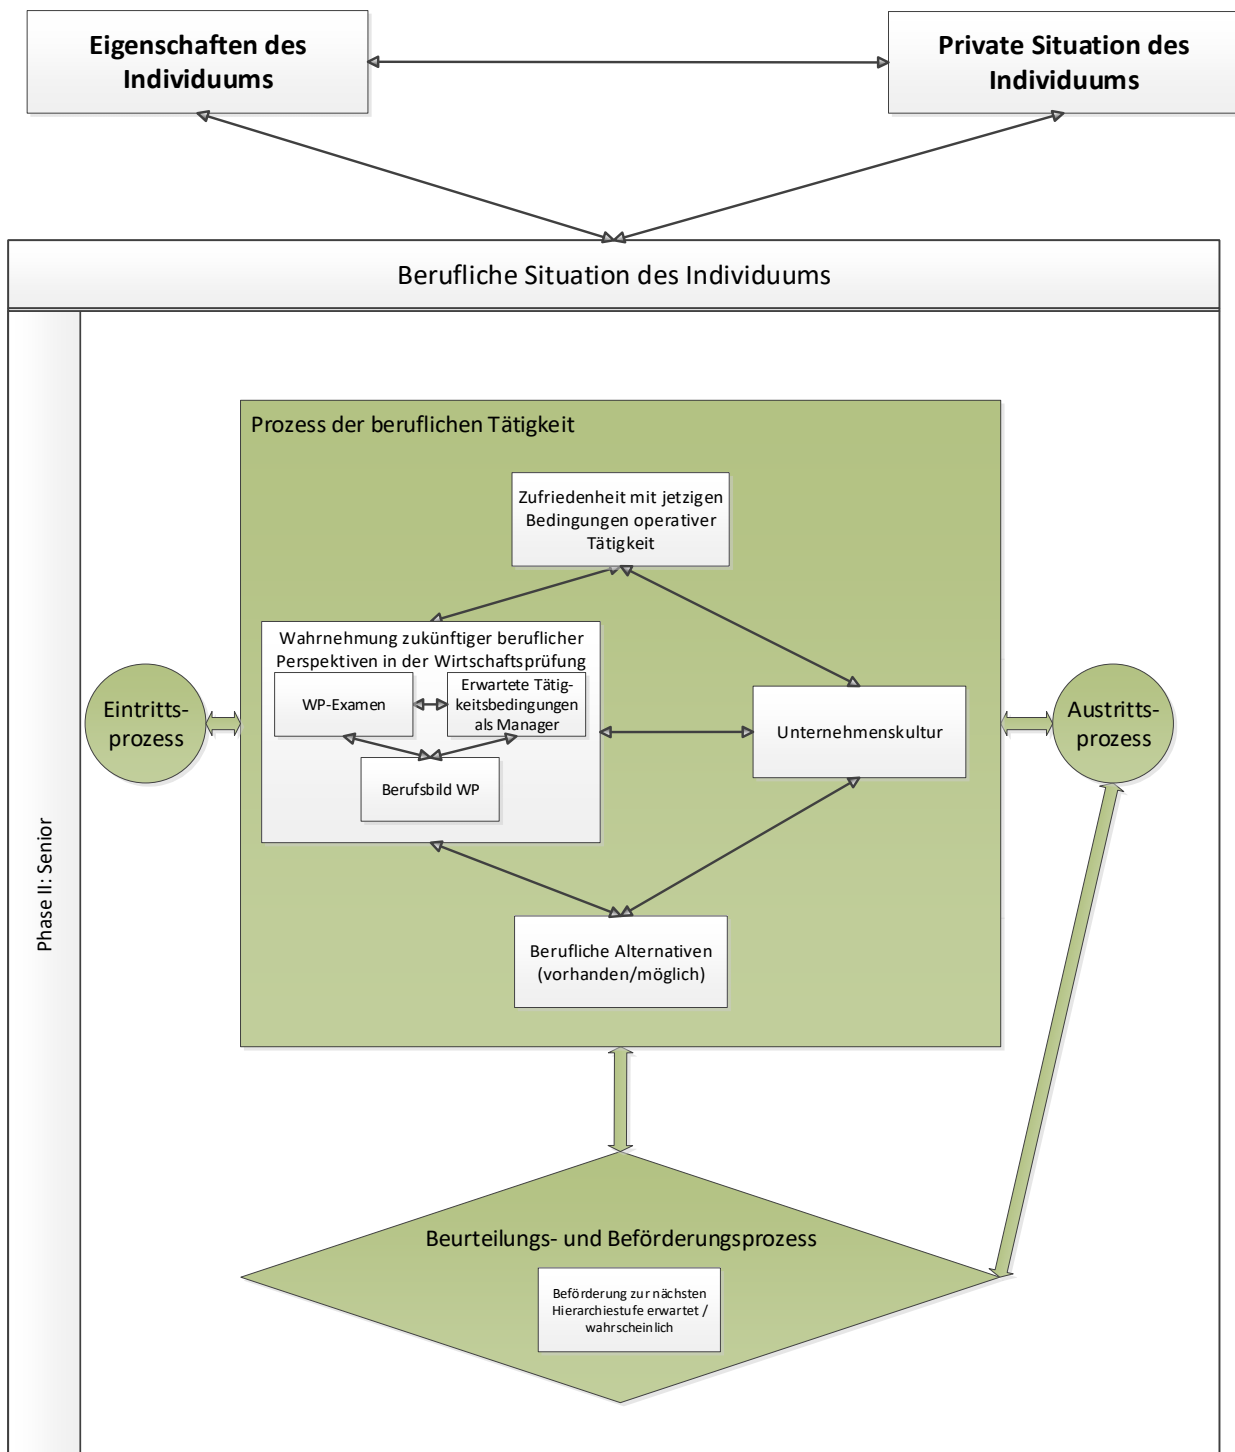 Eigenschaften des
Individuums
Private Situation des
Individuums
Berufliche Situation des Individuums
Phase II: Senior
Prozess der beruflichen Tätigkeit
Zufriedenheit mit jetzigen
Bedingungen operativer
Tätigkeit
Wahrnehmung zukünftiger beruflicher
Perspektiven in der Wirtschaftsprüfung
WP-Examen
Erwartete Tätig-
keitsbedingungen
als Manager
Berufsbild WP
Eintritts-
prozess
Unternehmenskultur
Austritts-
prozess
Berufliche Alternativen
(vorhanden/möglich)
Beurteilungs- und Beförderungsprozess
Beförderung zur nächsten
Hierarchiestufe erwartet /
wahrscheinlich